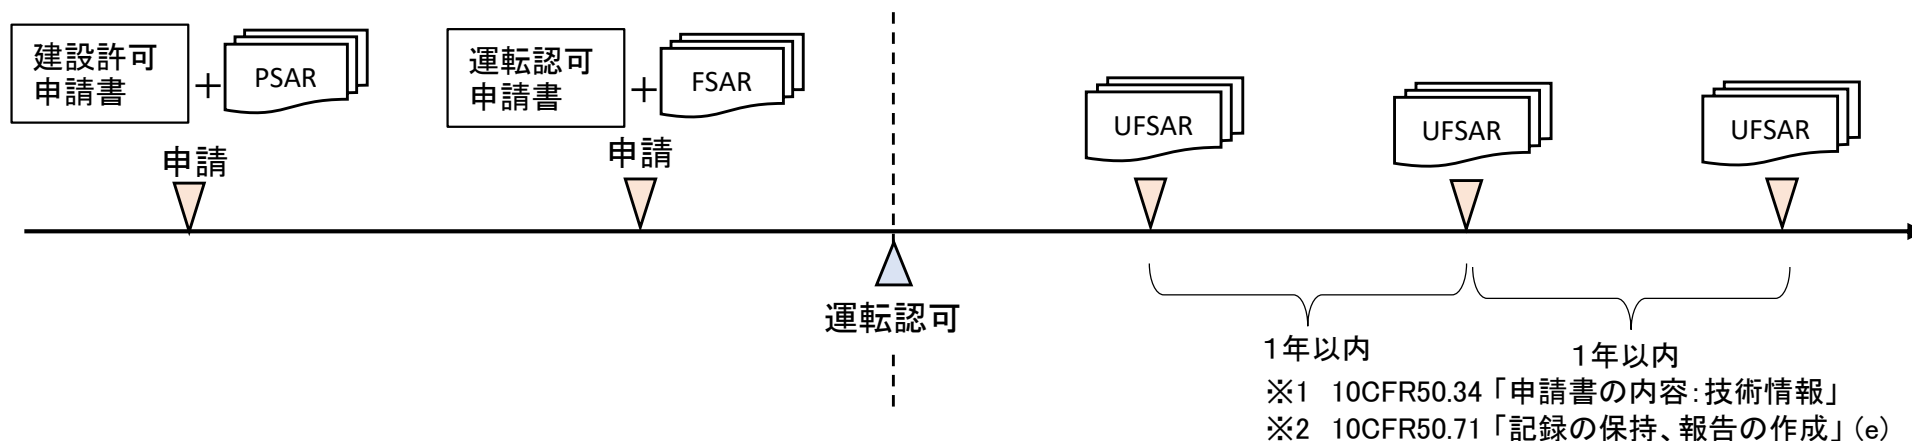 建設許可
申請書
+
PSAR
申請
運転認可
申請書
+
FSAR
申請
運転認可
UFSAR
UFSAR
UFSAR
1年以内
1年以内
※1 10CFR50.34「申請書の内容:技術情報」
※2 10CFR50.71「記録の保持、報告の作成」(e)